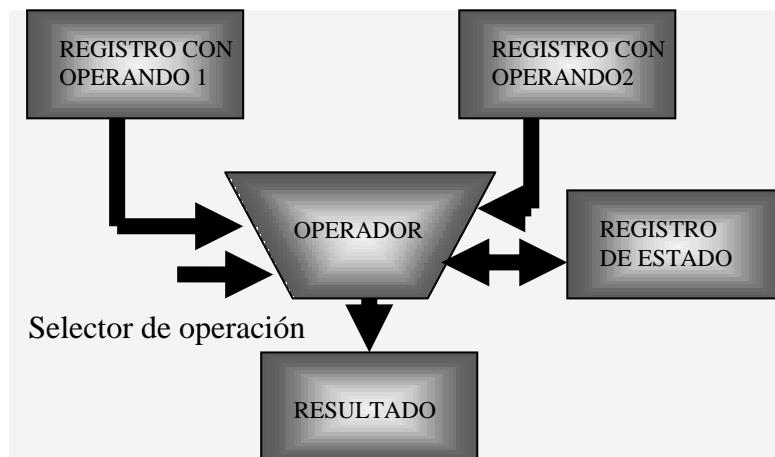 REGISTRO CON
OPERANDO 1
REGISTRO CON
OPERANDO2
OPERADOR
REGISTRO
DE ESTADO
Selector de operación
RESULTADO